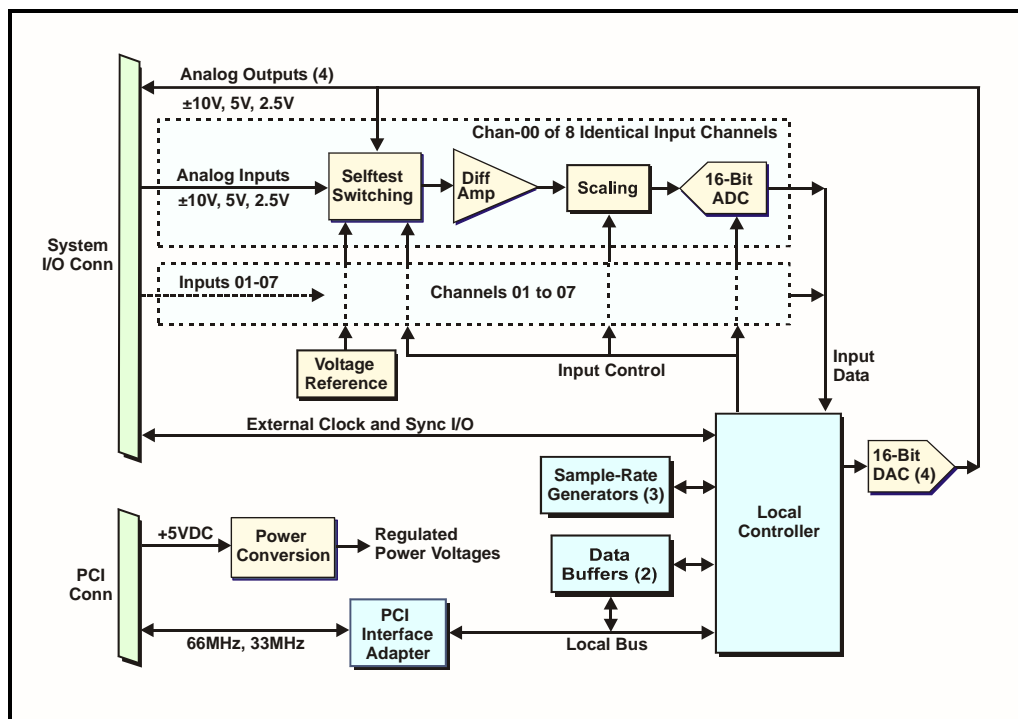 Analog Outputs (4)
±10V, 5V, 2.5V
Chan-00 of 8 Identical Input Channels
Analog Inputs
±10V, 5V, 2.5V
Selftest
Switching
Diff
Amp
Scaling
16-Bit
ADC
System
I/O Conn
Inputs 01-07
Channels 01 to 07
Voltage
Reference
Input Control
Input
Data
External Clock and Sync I/O
16-Bit
DAC (4)
Sample-Rate
Generators (3)
Local
Controller
+5VDC
Power
Conversion
Regulated
Power Voltages
Data
Buffers (2)
PCI
Conn
66MHz, 33MHz
PCI
Interface
Adapter
Local Bus